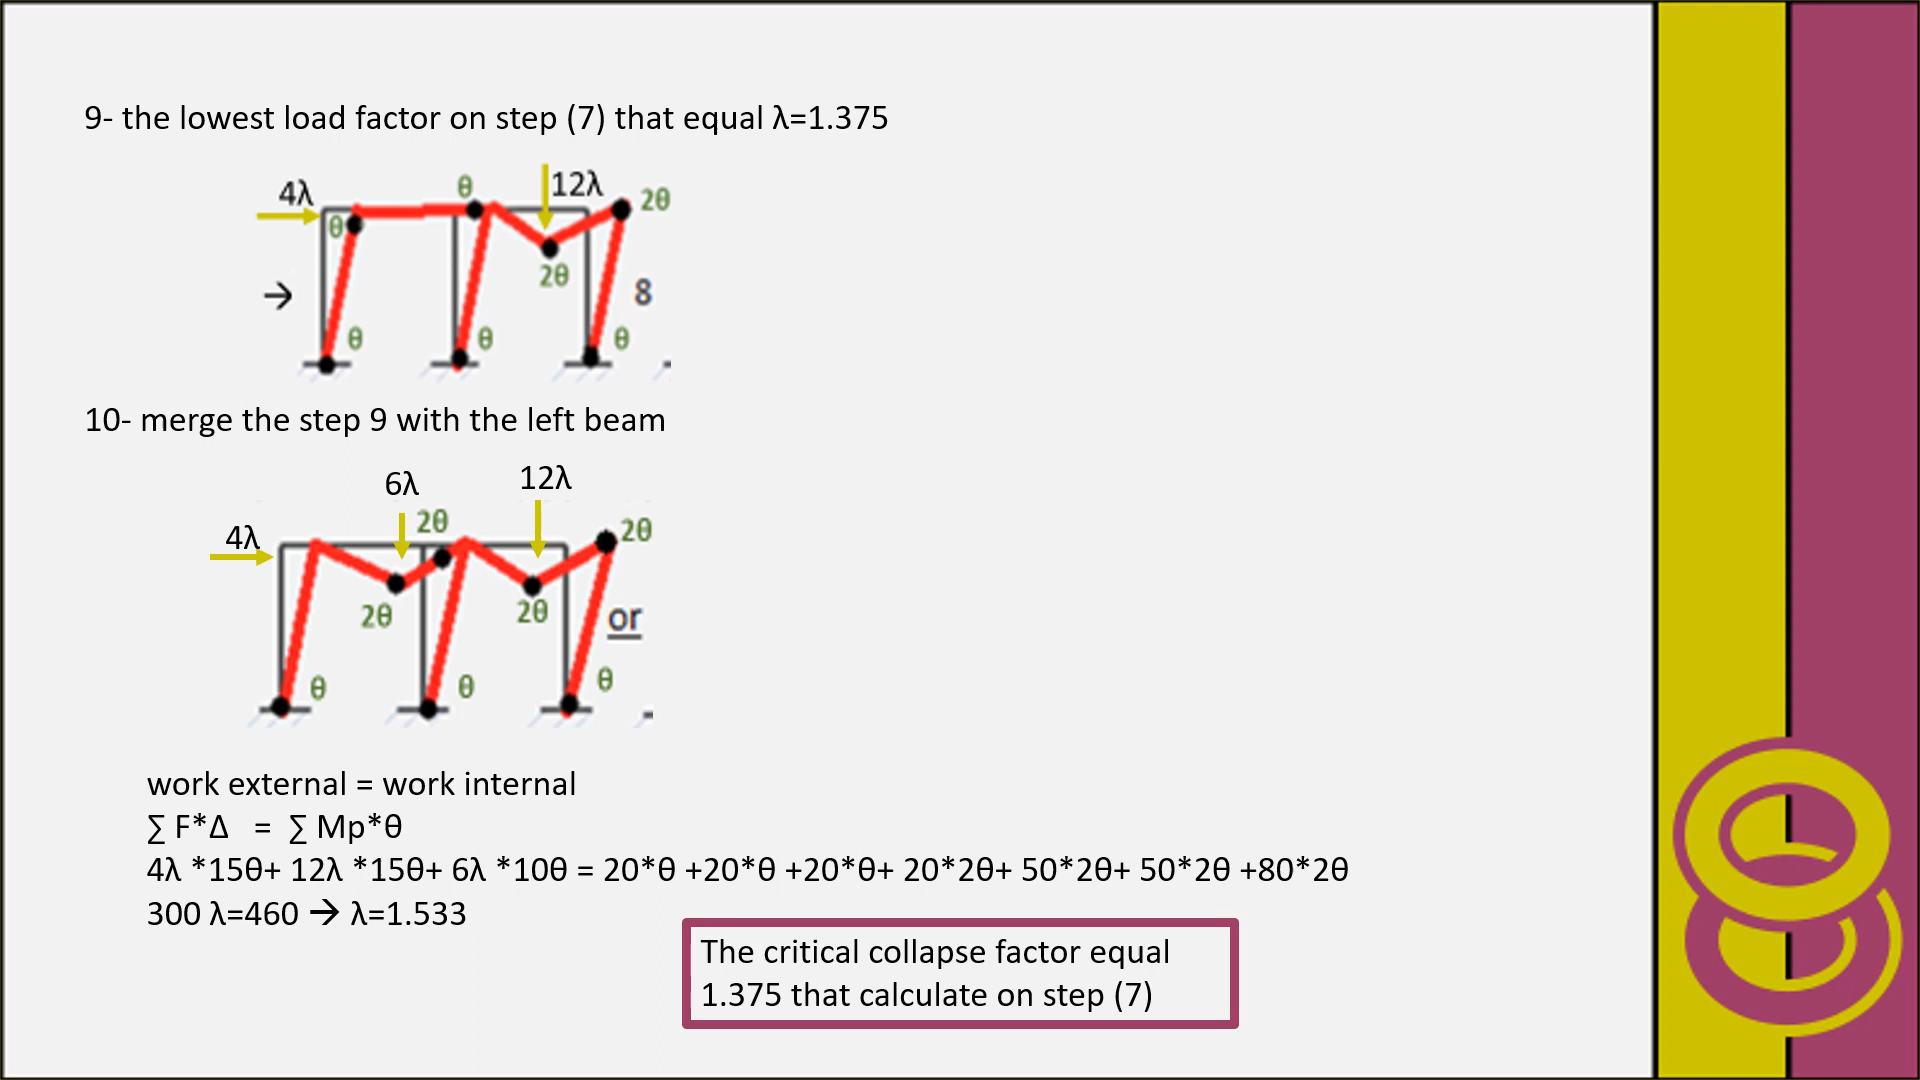 9- the lowest load factor on step (7) that equal λ=1.375
4λ
θ
12λ
2θ
θ
2θ
→
8
θ
θ
θ
10- merge the step 9 with the left beam
6λ
12λ
4λ
2θ
2θ
2θ
2θ
or
θ
θ
θ
work external = work internal
∑ F*Δ = ∑ Mp*θ
4λ *15θ+ 12λ *15θ+ 6λ *10θ = 20*θ +20*θ +20*θ+ 20*2θ+ 50*2θ+ 50*2θ +80*2θ
300 λ=460 → λ=1.533
The critical collapse factor equal
1.375 that calculate on step (7)